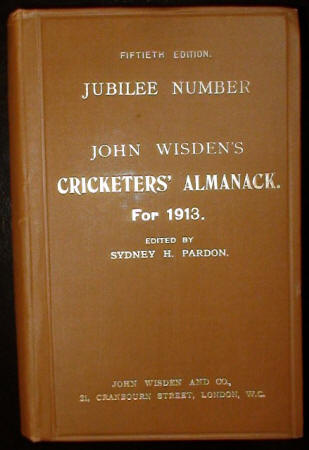 FIFTIETH EDITION.
JUBILEE NUMBER
JOHN WISDEN'S
CRICKETERS' ALMANACK.
For 1913.
EDITED BY
SYDNEY H. PARDON.
JOHN WISDEN AND CO.,
21, CRANBOURN STREET, LONDON, W.C.